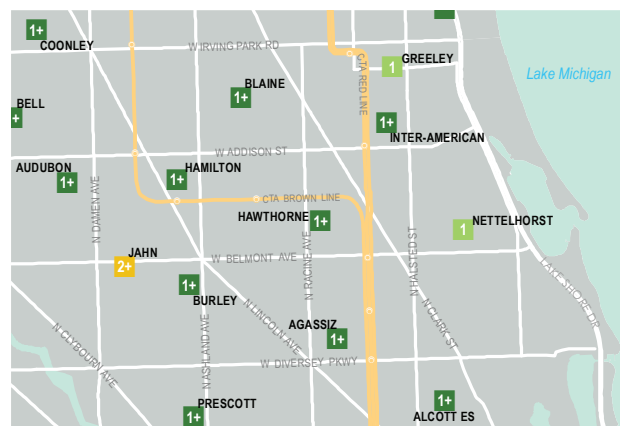 1+
COONLEY
W IRVING PARK RD
CTA RED LINE
1
GREELEY
Lake Michigan
BLAINE
1+
BELL
+
1+
INTER-AMERICAN
W ADDISON ST
AUDUBON
1+
HAMILTON
1+
N DAMEN AVE
CTA BROWN LINE
HAWTHORNE
1+
NETTELHORST
1
N RACINE AVE
N HALSTED ST
JAHN
2+
W BELMONT AVE
LAKE SHORE DR
1+
BURLEY
N LINCOLN AVE
N CLARK ST
N ASHLAND AVE
N CLYBOURN AVE
AGASSIZ
1+
W DIVERSEY PKWY
PRESCOTT
1+
1+
ALCOTT ES